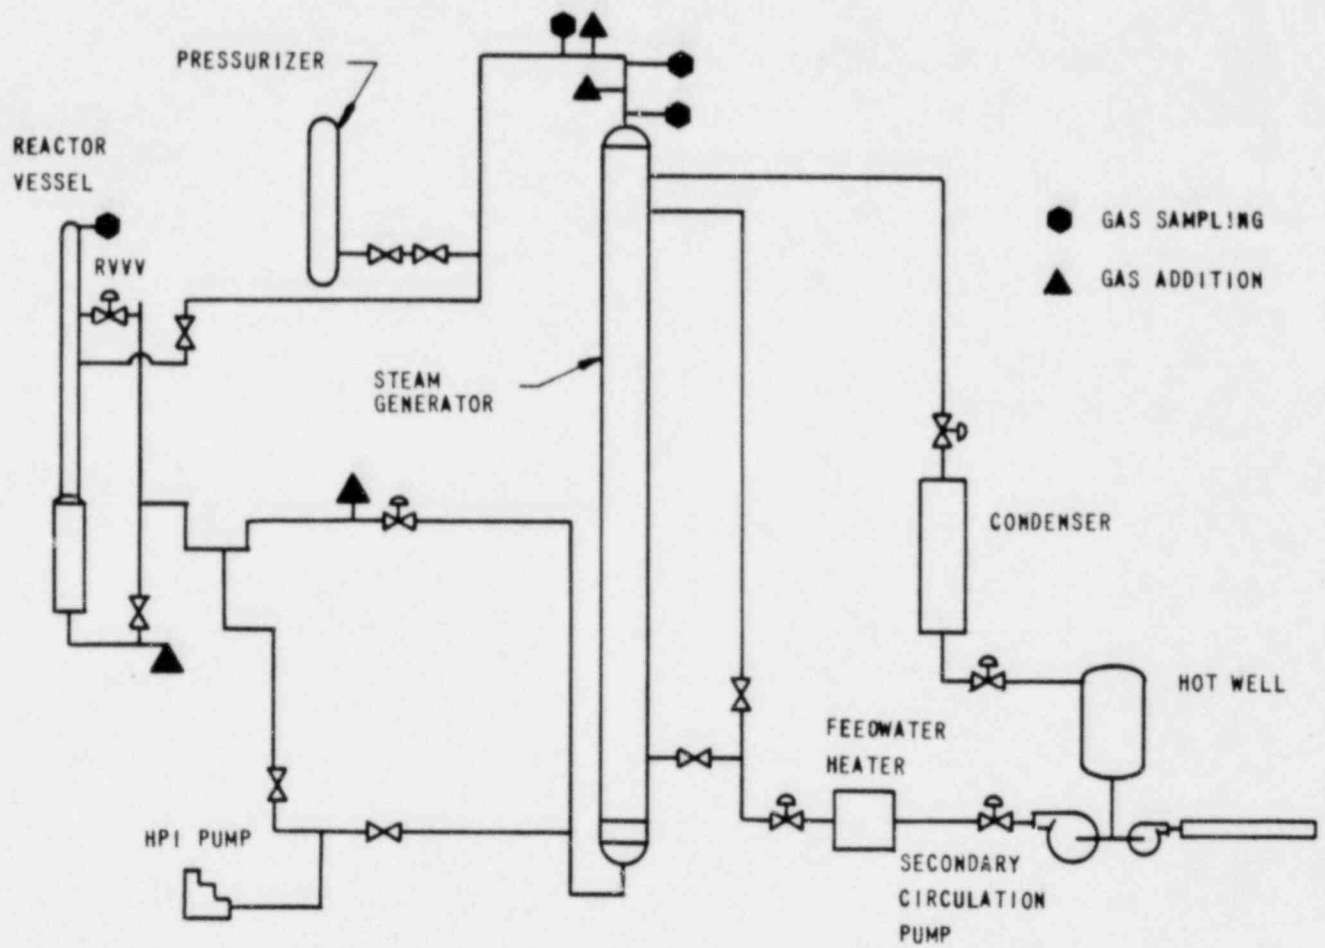 PRESSURIZER
REACTOR
VESSEL
RVVV
GAS SAMPLING
GAS ADDITION
STEAM
GENERATOR
CONDENSER
HOT WELL
FEEDWATER
HEATER
HPI PUMP
SECONDARY
CIRCULATION
PUMP